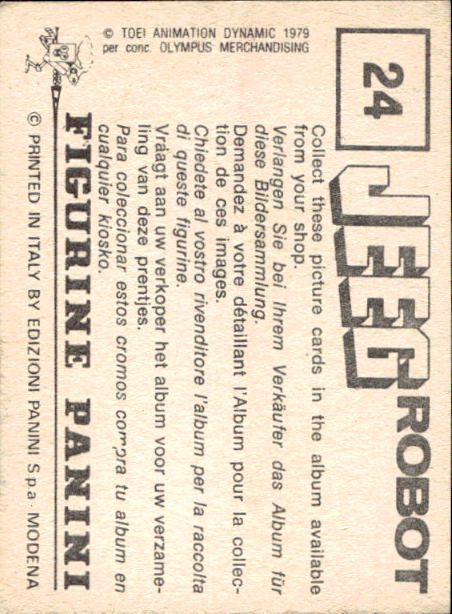 24
JEEG ROBOT
Collect these picture cards in the album available
from your shop.
Verlangen Sie bei Ihrem Verkäufer das Album für
diese Bildersammlung.
Demandez à votre détaillant l'Album pour la collec-
tion de ces images.
Chiedete al vostro rivenditore l'album per la raccolta
di queste figurine.
Vráágt aan uw verkoper het album voor uw verzame-
ling van deze prentjes.
Para coleccionar estos cromos compra tu album en
cualquier kiosko.
© TOEI ANIMATION DYNAMIC 1979
per conc. OLYMPUS MERCHANDISING
FIGURINE PANINI
© PRINTED IN ITALY BY EDIZIONI PANINI S.p.a - MODENA